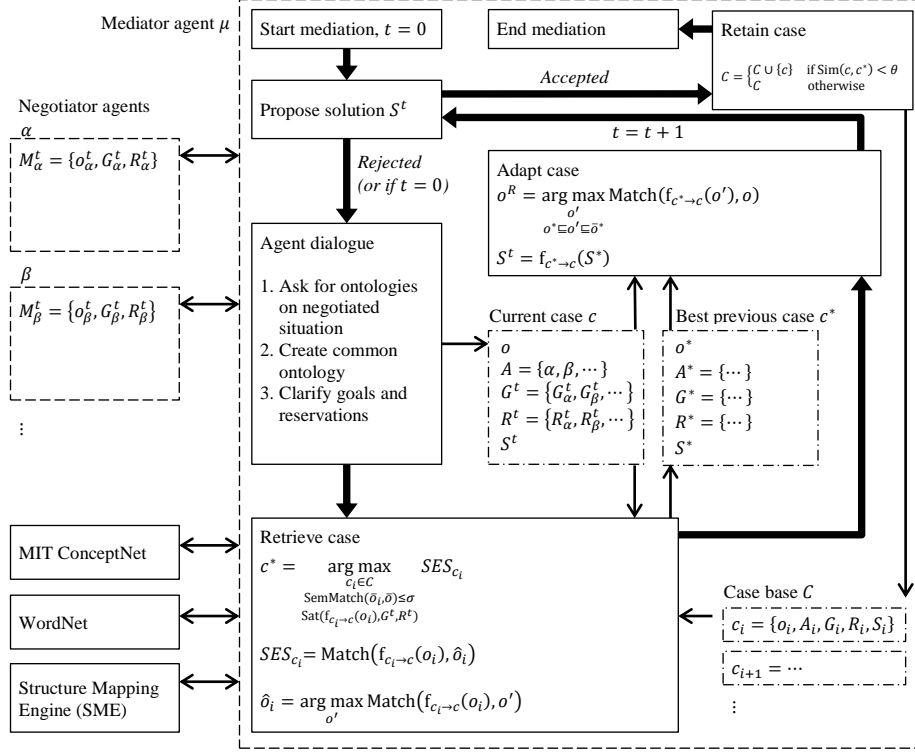 Mediator agent μ
Start mediation, t = 0
End mediation
Retain case
C = { C ∪ {c} if Sim(c, c*) < θ
C otherwise
Accepted
Propose solution S^t
t = t + 1
Negotiator agents
α
M_α^t = {o_α^t, G_α^t, R_α^t}
Rejected
(or if t = 0)
Adapt case
o^R = arg max Match(f_{c*→c}(o′), o)
o′
o* ⊑ o′ ⊑ ō*
S^t = f_{c*→c}(S*)
β
M_β^t = {o_β^t, G_β^t, R_β^t}
⋮
Agent dialogue
1. Ask for ontologies
on negotiated
situation
2. Create common
ontology
3. Clarify goals and
reservations
Current case c
o
A = {α, β, ⋯}
G^t = {G_α^t, G_β^t, ⋯}
R^t = {R_α^t, R_β^t, ⋯}
S^t
Best previous case c*
o*
A* = {⋯}
G* = {⋯}
R* = {⋯}
S*
MIT ConceptNet
WordNet
Structure Mapping
Engine (SME)
Retrieve case
c* = arg max SES_{c_i}
c_i∈C
SemMatch(ō_i,ō)≤σ
Sat(f_{c_i→c}(o_i),G^t,R^t)
SES_{c_i} = Match(f_{c_i→c}(o_i), ô_i)
ô_i = arg max Match(f_{c_i→c}(o_i), o′)
o′
Case base C
c_i = {o_i, A_i, G_i, R_i, S_i}
c_{i+1} = ⋯
⋮